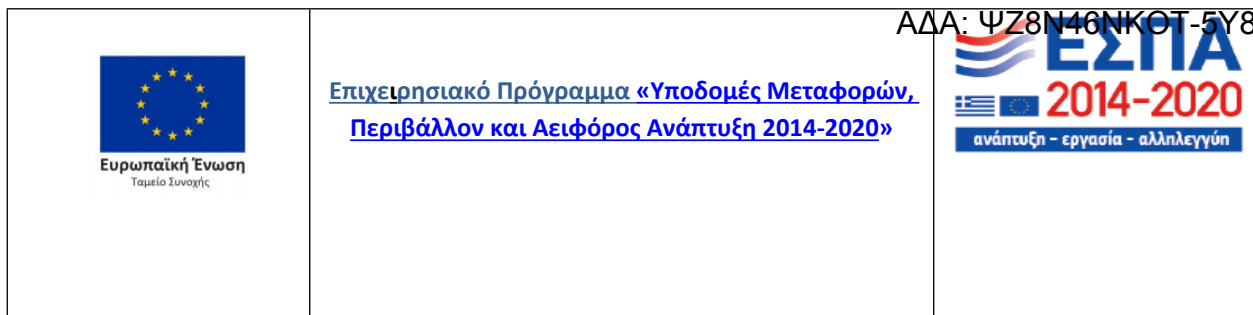 ΑΔΑ: ΨΖ8Ν46ΝΚΟΤ-5Υ8
Ευρωπαϊκή Ένωση
Ταμείο Συνοχής
Επιχειρησιακό Πρόγραμμα «Υποδομές Μεταφορών,
Περιβάλλον και Αειφόρος Ανάπτυξη 2014-2020»
ΕΣΠΑ
2014-2020
ανάπτυξη - εργασία - αλληλεγγύη